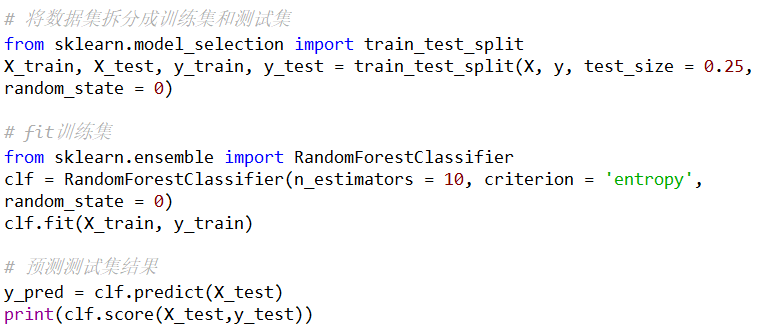 # 将数据集拆分成训练集和测试集
from sklearn.model_selection import train_test_split
X_train, X_test, y_train, y_test = train_test_split(X, y, test_size = 0.25,
random_state = 0)
# fit训练集
from sklearn.ensemble import RandomForestClassifier
clf = RandomForestClassifier(n_estimators = 10, criterion = 'entropy',
random_state = 0)
clf.fit(X_train, y_train)
# 预测测试集结果
y_pred = clf.predict(X_test)
print(clf.score(X_test,y_test))